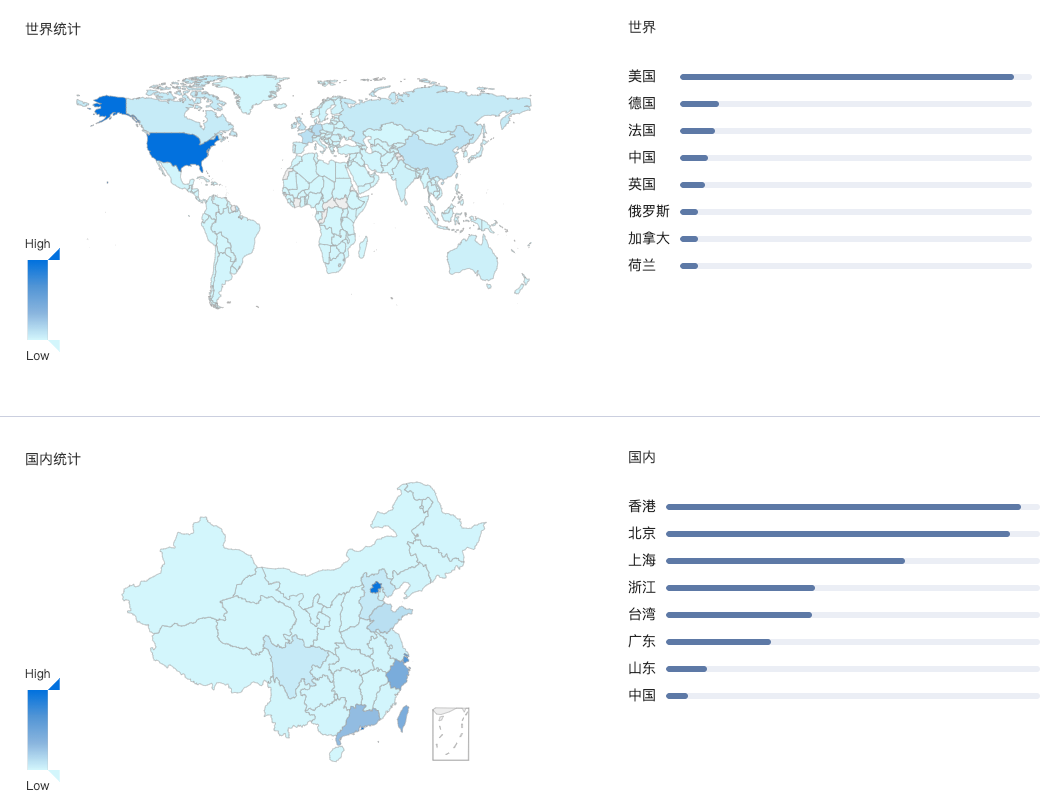 世界统计
世界
美国
德国
法国
中国
英国
俄罗斯
加拿大
荷兰
High
Low
国内统计
国内
香港
北京
上海
浙江
台湾
广东
山东
中国
High
Low